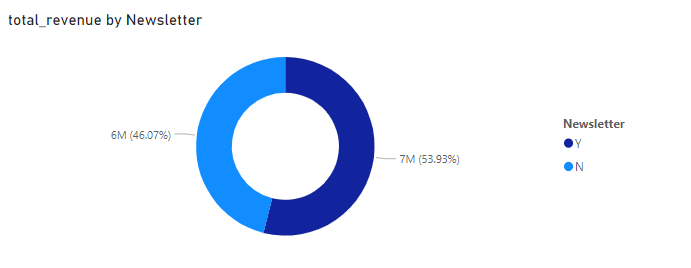 total_revenue by Newsletter
6M (46.07%)
7M (53.93%)
Newsletter
Y
N